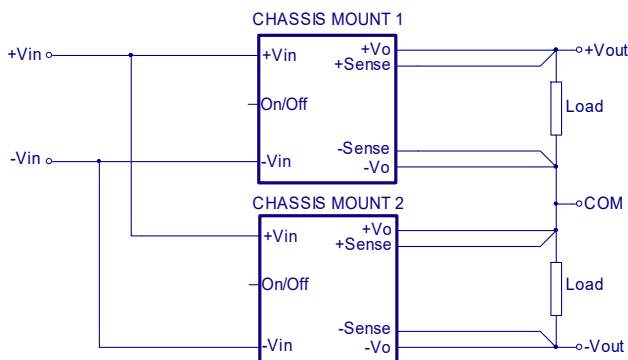 CHASSIS MOUNT 1
+Vin
+Vin
+Vo
+Sense
+Vout
On/Off
Load
-Vin
-Vin
-Sense
-Vo
CHASSIS MOUNT 2
COM
+Vin
+Vo
+Sense
On/Off
Load
-Vin
-Sense
-Vo
-Vout